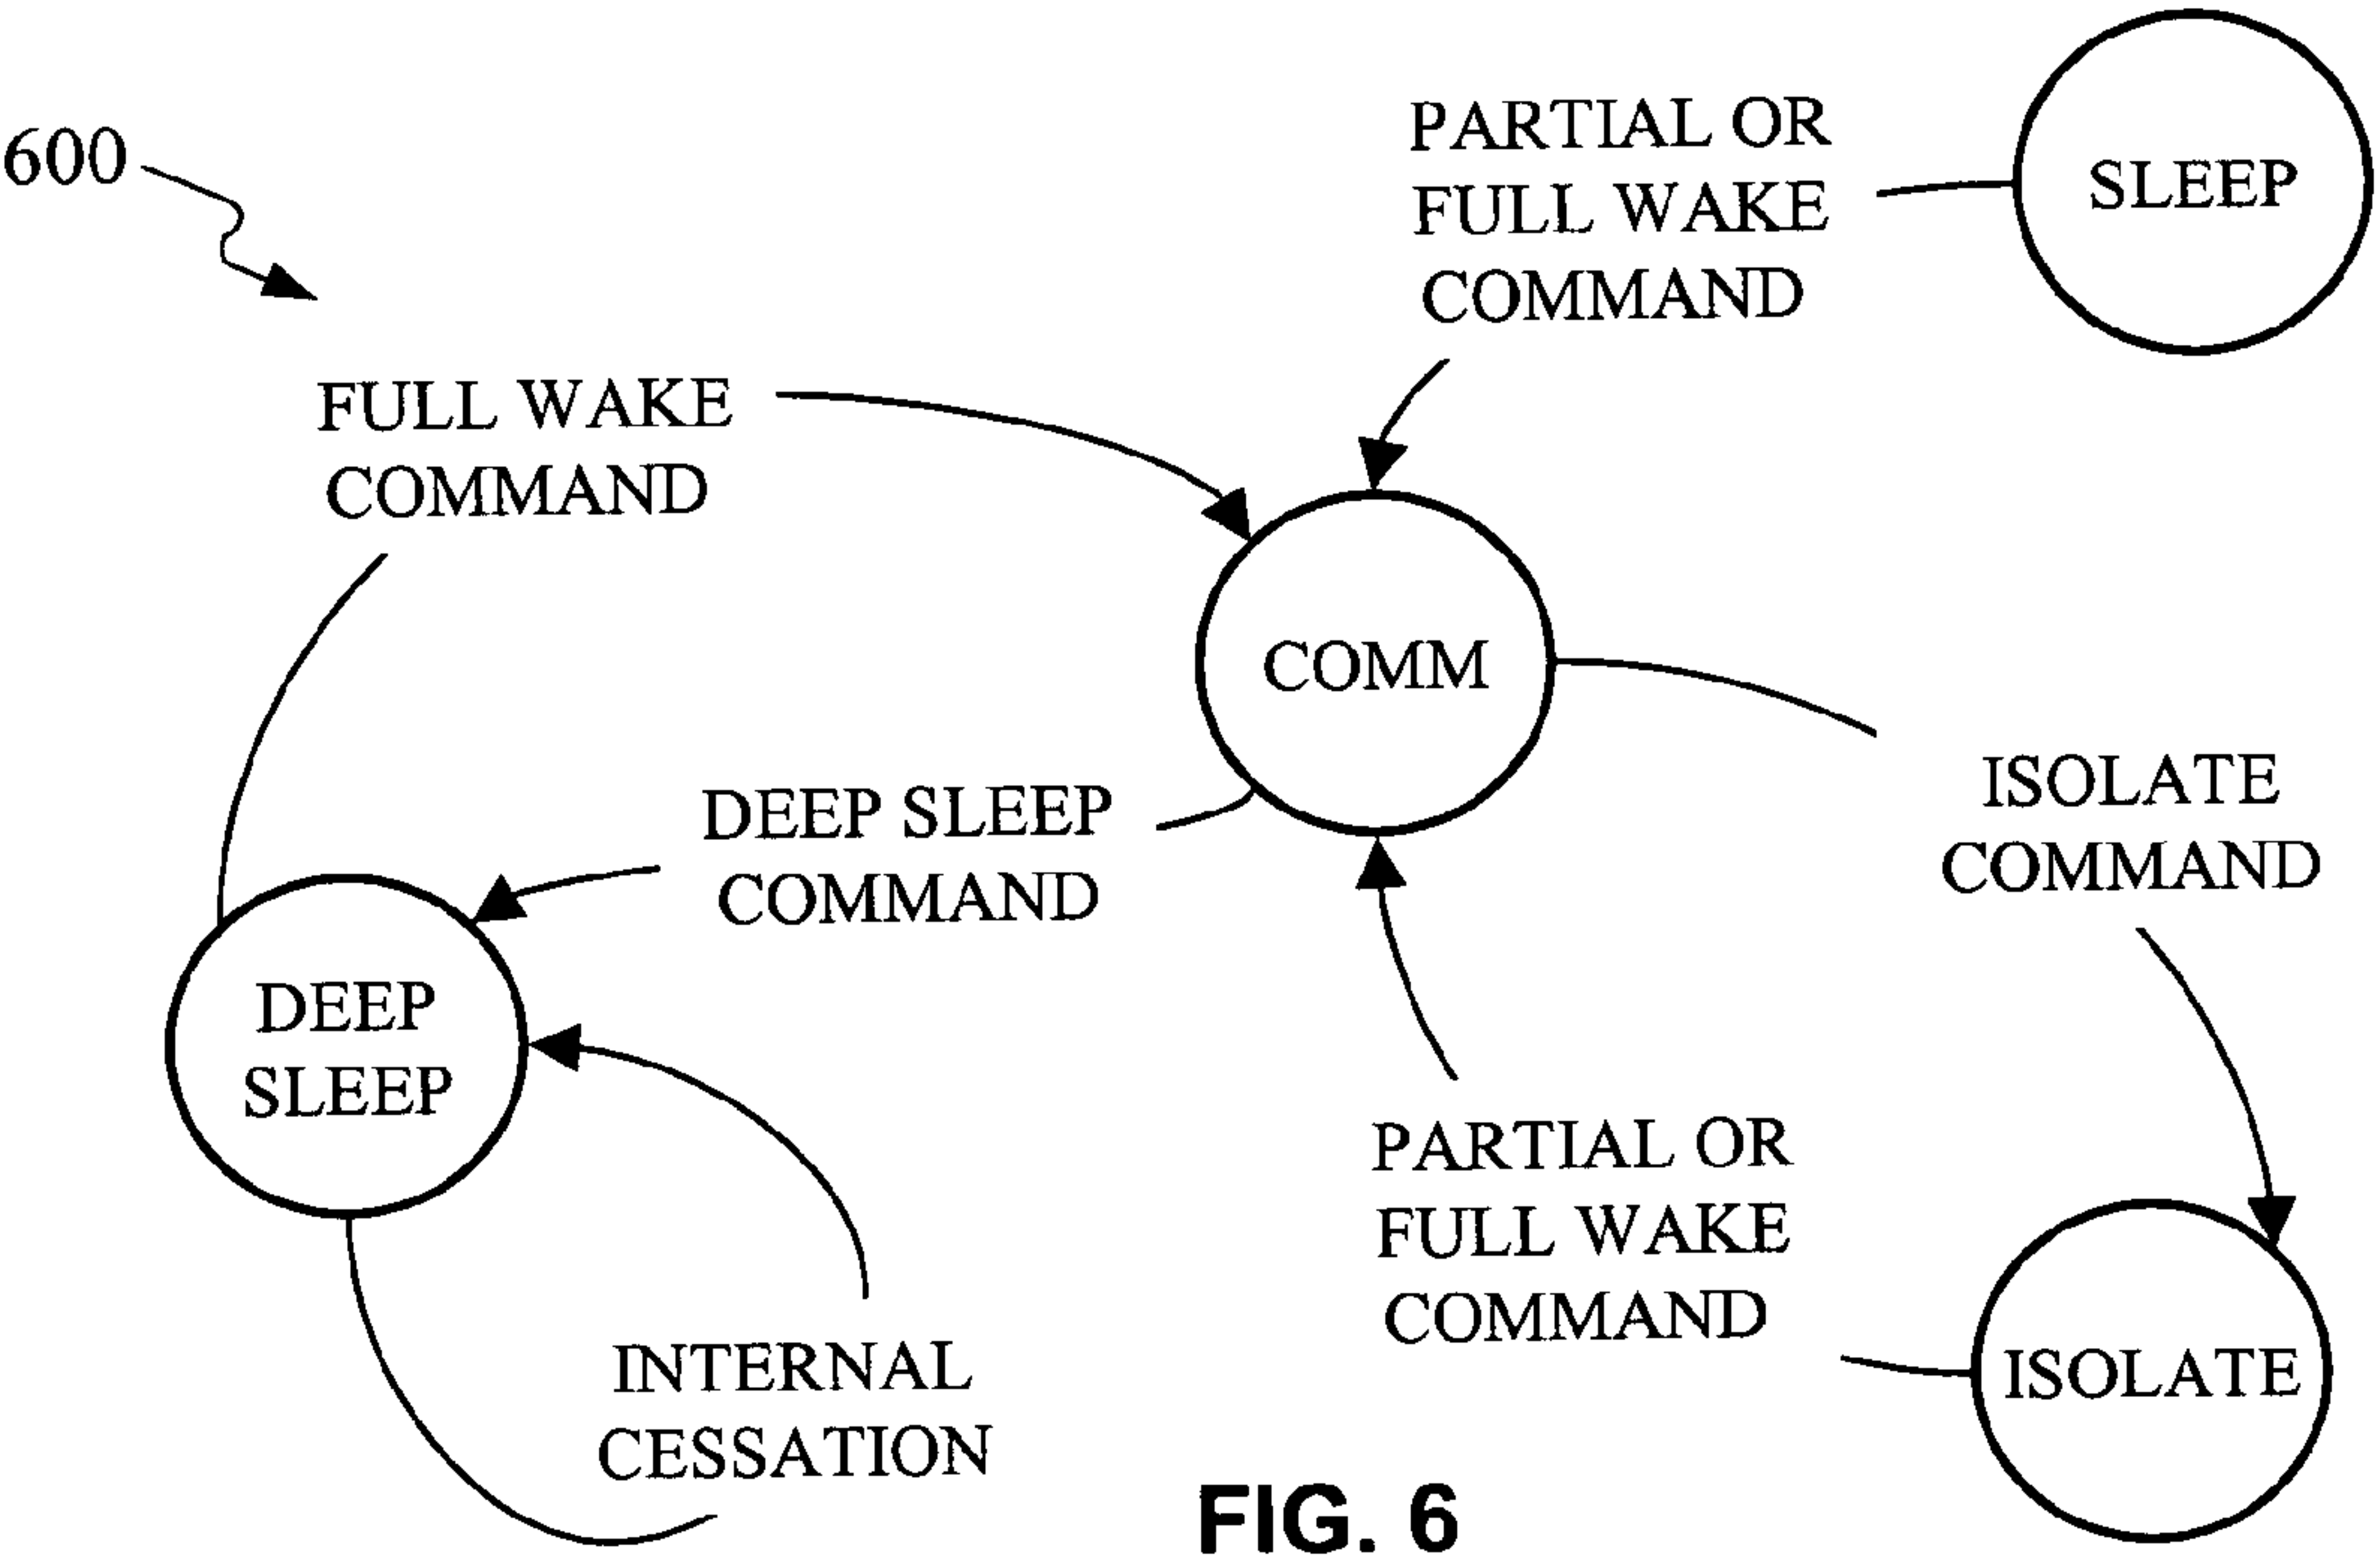 600
PARTIAL OR
FULL WAKE
COMMAND
SLEEP
FULL WAKE
COMMAND
COMM
DEEP SLEEP
COMMAND
ISOLATE
COMMAND
DEEP
SLEEP
PARTIAL OR
FULL WAKE
COMMAND
ISOLATE
INTERNAL
CESSATION
FIG. 6